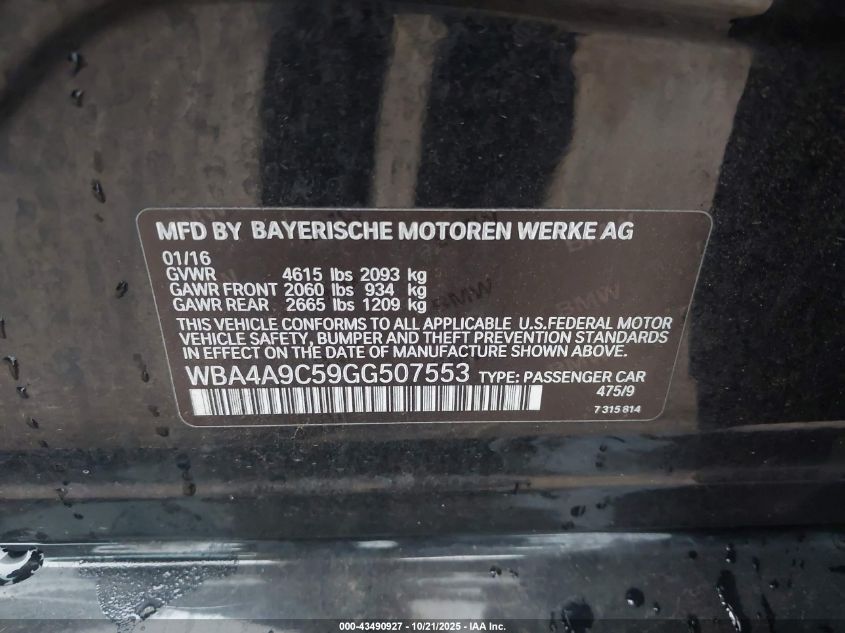 MFD BY BAYERISCHE MOTOREN WERKE AG
01/16
GVWR 4615 lbs 2093 kg
GAWR FRONT 2060 lbs 934 kg
GAWR REAR 2665 lbs 1209 kg
THIS VEHICLE CONFORMS TO ALL APPLICABLE U.S.FEDERAL MOTOR
VEHICLE SAFETY, BUMPER AND THEFT PREVENTION STANDARDS
IN EFFECT ON THE DATE OF MANUFACTURE SHOWN ABOVE.
WBA4A9C59GG507553 TYPE: PASSENGER CAR
475/9
7 315 814
000-43490927 - 10/21/2025 - IAA Inc.